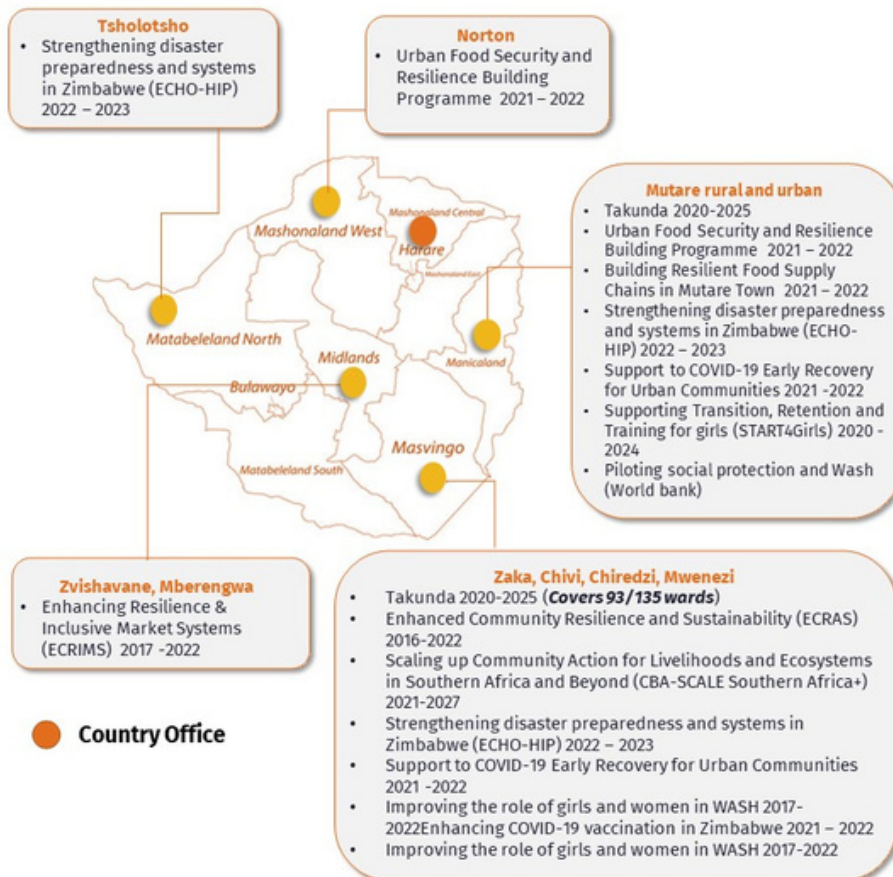 Tsholotsho
• Strengthening disaster
preparedness and systems
in Zimbabwe (ECHO-HIP)
2022 – 2023
Norton
• Urban Food Security and
Resilience Building
Programme 2021 – 2022
Mutare rural and urban
• Takunda 2020-2025
• Urban Food Security and Resilience
Building Programme 2021 – 2022
• Building Resilient Food Supply
Chains in Mutare Town 2021 – 2022
• Strengthening disaster preparedness
and systems in Zimbabwe (ECHO-
HIP) 2022 – 2023
• Support to COVID-19 Early Recovery
for Urban Communities 2021 -2022
• Supporting Transition, Retention and
Training for girls (START4Girls) 2020 -
2024
• Piloting social protection and Wash
(World bank)
Mashonaland Central
Mashonaland West
Harare
Mashonaland East
Matabeleland North
Midlands
Manicaland
Bulawayo
Masvingo
Matabeleland South
Zvishavane, Mberengwa
• Enhancing Resilience &
Inclusive Market Systems
(ECRIMS) 2017 -2022
Country Office
Zaka, Chivi, Chiredzi, Mwenezi
• Takunda 2020-2025 (Covers 93/135 wards)
• Enhanced Community Resilience and Sustainability (ECRAS)
2016-2022
• Scaling up Community Action for Livelihoods and Ecosystems
in Southern Africa and Beyond (CBA-SCALE Southern Africa+)
2021-2027
• Strengthening disaster preparedness and systems in
Zimbabwe (ECHO-HIP) 2022 – 2023
• Support to COVID-19 Early Recovery for Urban Communities
2021 -2022
• Improving the role of girls and women in WASH 2017-
2022Enhancing COVID-19 vaccination in Zimbabwe 2021 – 2022
• Improving the role of girls and women in WASH 2017-2022